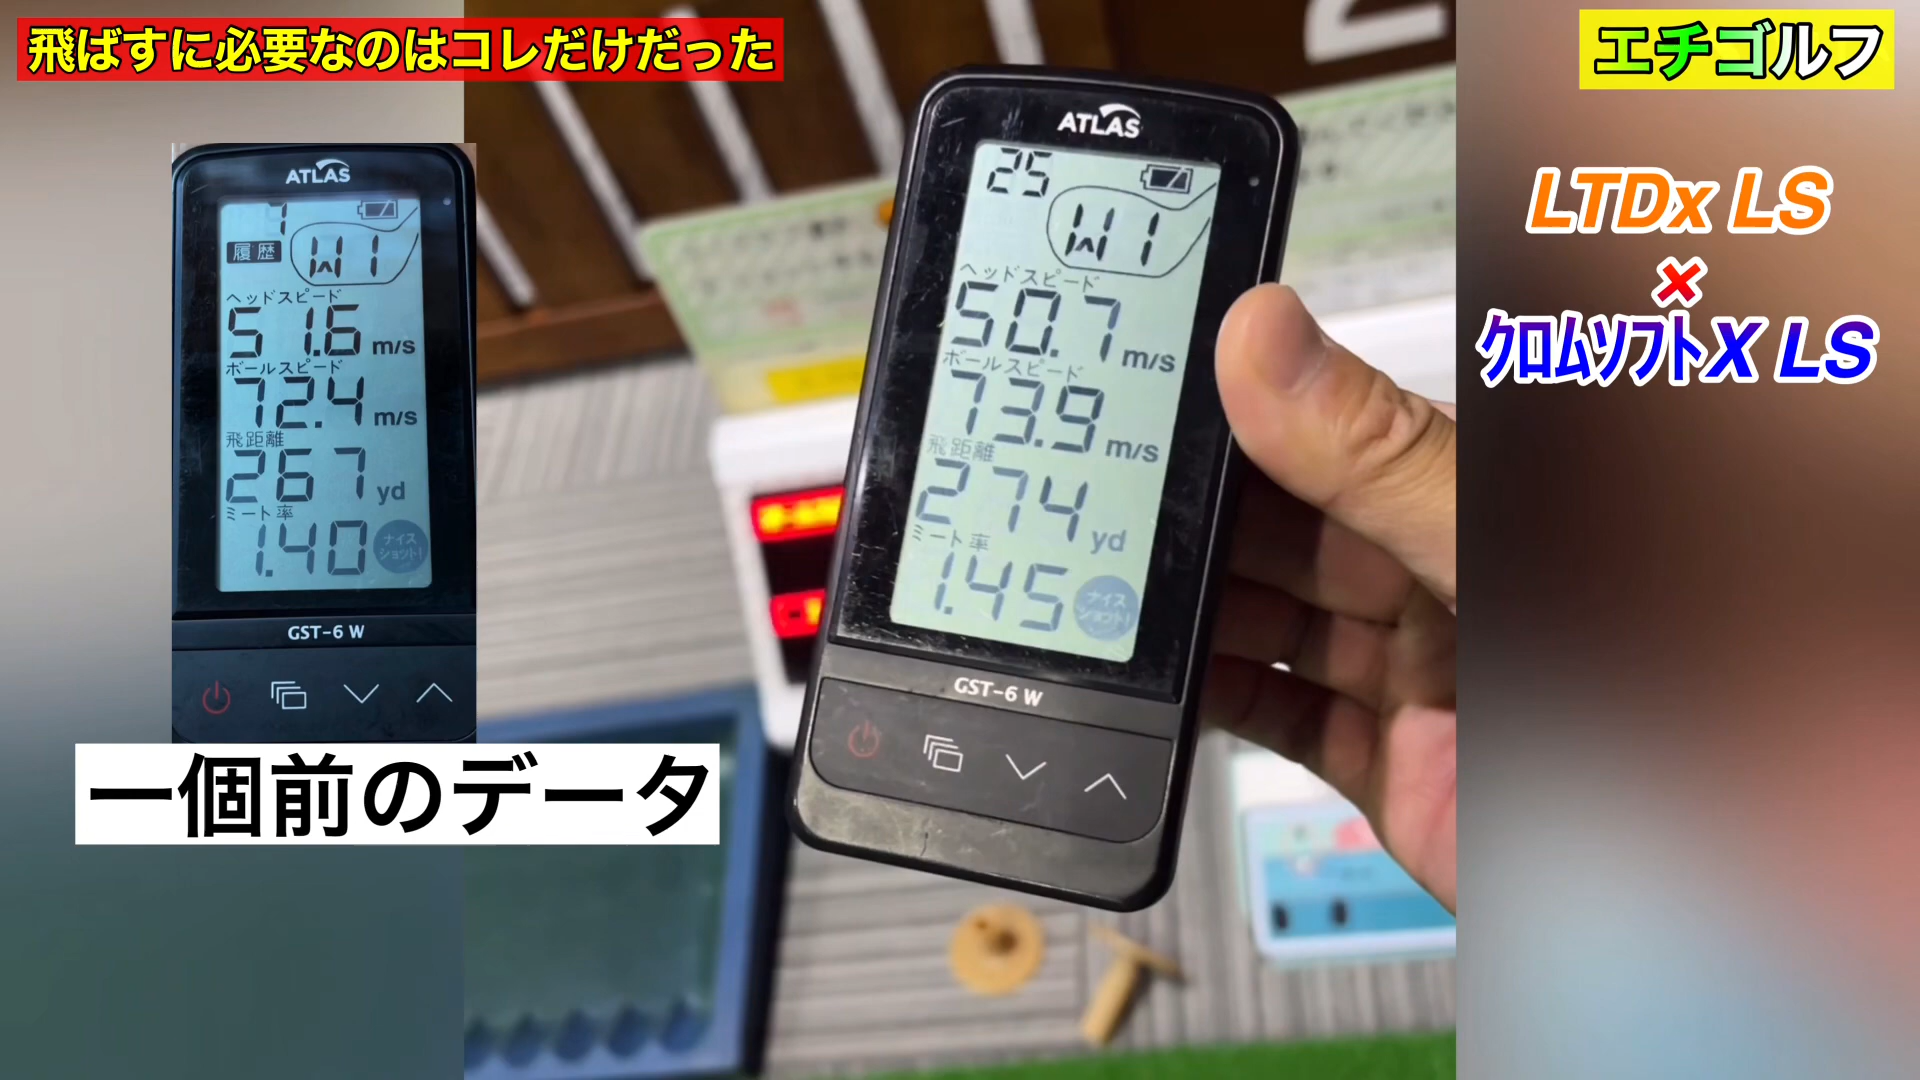 飛ばすに必要なのはコレだけだった
エチゴルフ
LTDx LS
×
クロムソフトX LS
ATLAS
履歴
W1
ヘッドスピード
51.6 m/s
ボールスピード
72.4 m/s
飛距離
267 yd
ミート率
1.40
ナイス
ショット!
GST-6 W
一個前のデータ
ATLAS
25
W1
ヘッドスピード
50.7 m/s
ボールスピード
73.9 m/s
飛距離
274 yd
ミート率
1.45
ナイス
ショット!
GST-6 W